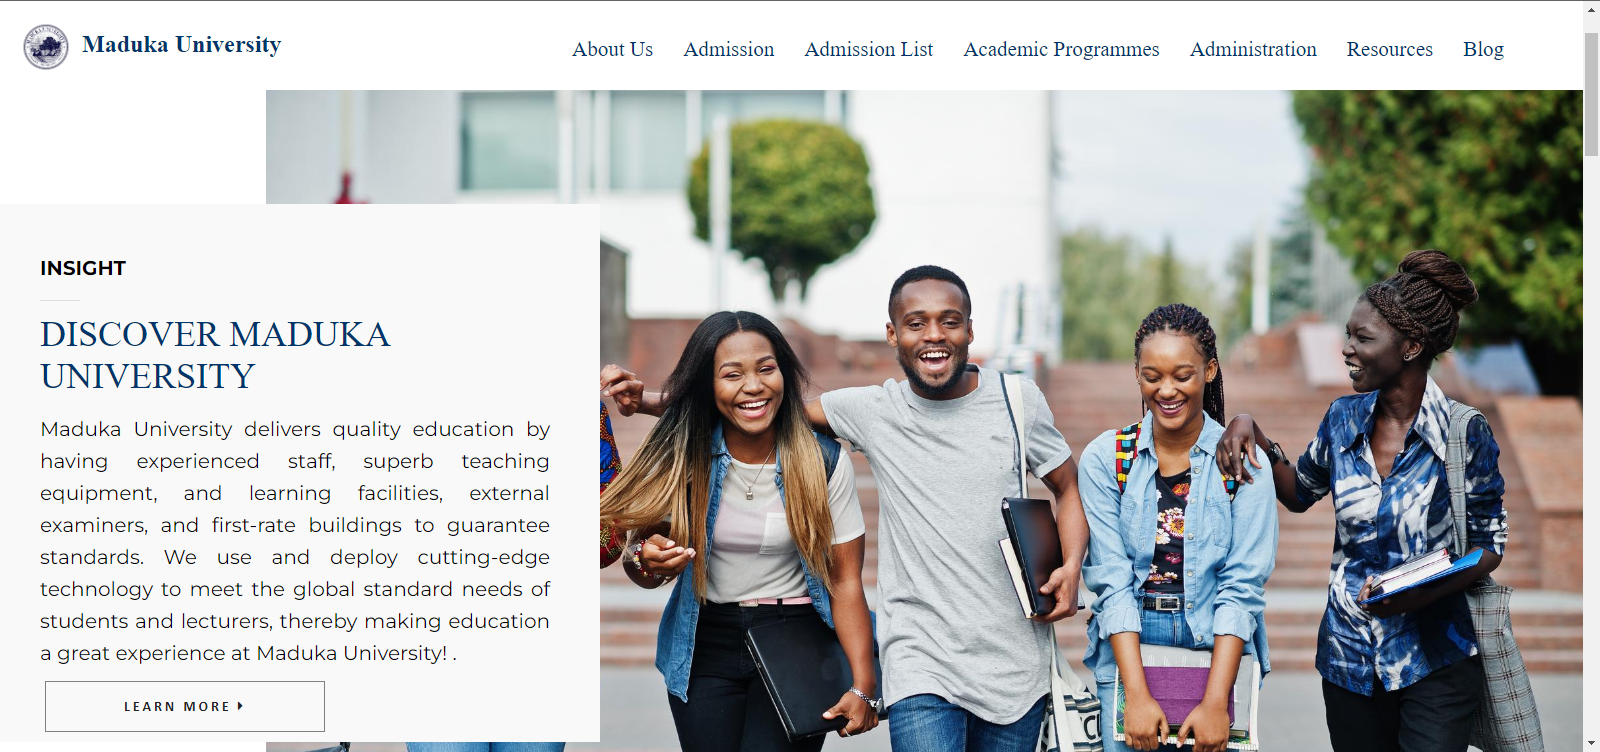 Maduka University
About Us Admission Admission List Academic Programmes Administration Resources Blog
INSIGHT
DISCOVER MADUKA
UNIVERSITY
Maduka University delivers quality education by
having experienced staff, superb teaching
equipment, and learning facilities, external
examiners, and first-rate buildings to guarantee
standards. We use and deploy cutting-edge
technology to meet the global standard needs of
students and lecturers, thereby making education
a great experience at Maduka University! .
LEARN MORE